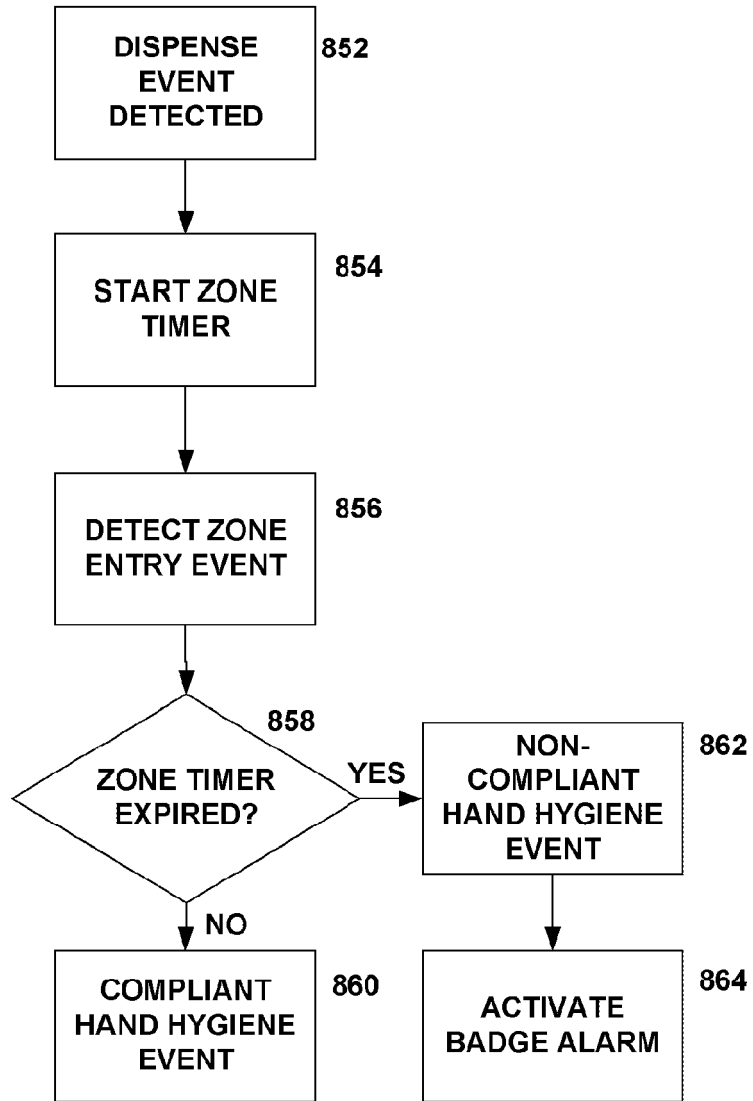 DISPENSE
EVENT
DETECTED
852
START ZONE
TIMER
854
DETECT ZONE
ENTRY EVENT
856
ZONE TIMER
EXPIRED?
858
YES
NO
NON-
COMPLIANT
HAND HYGIENE
EVENT
862
COMPLIANT
HAND HYGIENE
EVENT
860
ACTIVATE
BADGE ALARM
864